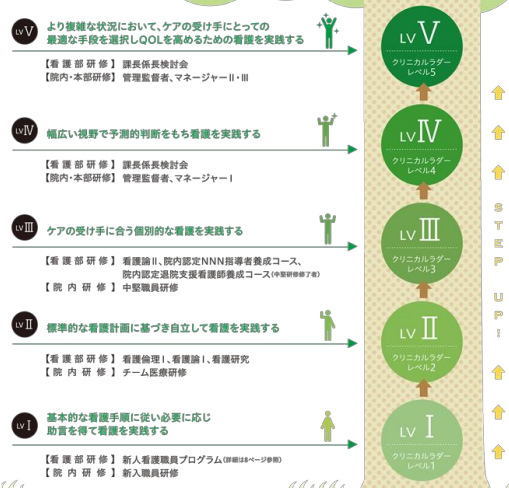 LV V
より複雑な状況において、ケアの受け手にとっての
最適な手段を選択しQOLを高めるための看護を実践する
【看護部研修】課長係長検討会
【院内・本部研修】管理監督者、マネージャーⅡ・Ⅲ
LV Ⅳ
幅広い視野で予測的判断をもち看護を実践する
【看護部研修】課長係長検討会
【院内・本部研修】管理監督者、マネージャーⅠ
LV Ⅲ
ケアの受け手に合う個別的な看護を実践する
【看護部研修】看護論Ⅱ、院内認定NNN指導者養成コース、
院内認定退院支援看護師養成コース(中堅研修修了者)
【院内研修】中堅職員研修
LV Ⅱ
標準的な看護計画に基づき自立して看護を実践する
【看護部研修】看護倫理Ⅰ、看護論Ⅰ、看護研究
【院内研修】チーム医療研修
LV Ⅰ
基本的な看護手順に従い必要に応じ
助言を得て看護を実践する
【看護部研修】新人看護職員プログラム(詳細は8ページ参照)
【院内研修】新入職員研修
LV V
クリニカルラダー
レベル5
LV Ⅳ
クリニカルラダー
レベル4
LV Ⅲ
クリニカルラダー
レベル3
LV Ⅱ
クリニカルラダー
レベル2
LV Ⅰ
クリニカルラダー
レベル1
STEP UP!